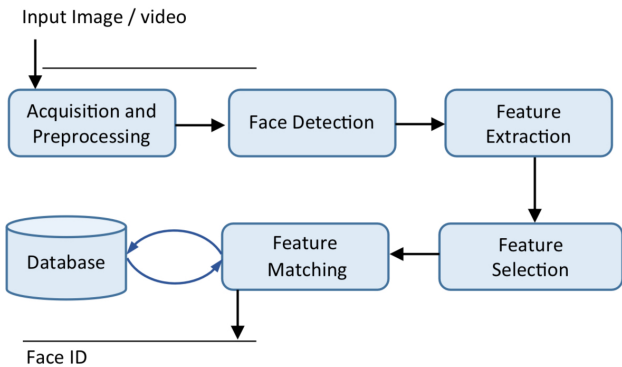 Input Image / video
Acquisition and
Preprocessing
Face Detection
Feature
Extraction
Database
Feature
Matching
Feature
Selection
Face ID